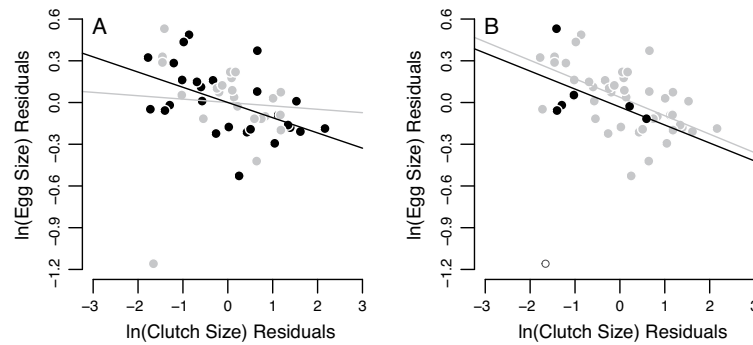 A
ln(Egg Size) Residuals
0.6
0.3
0.0
−0.3
−0.6
−0.9
−1.2
−3 −2 −1 0 1 2 3
ln(Clutch Size) Residuals
B
ln(Egg Size) Residuals
0.6
0.3
0.0
−0.3
−0.6
−0.9
−1.2
−3 −2 −1 0 1 2 3
ln(Clutch Size) Residuals